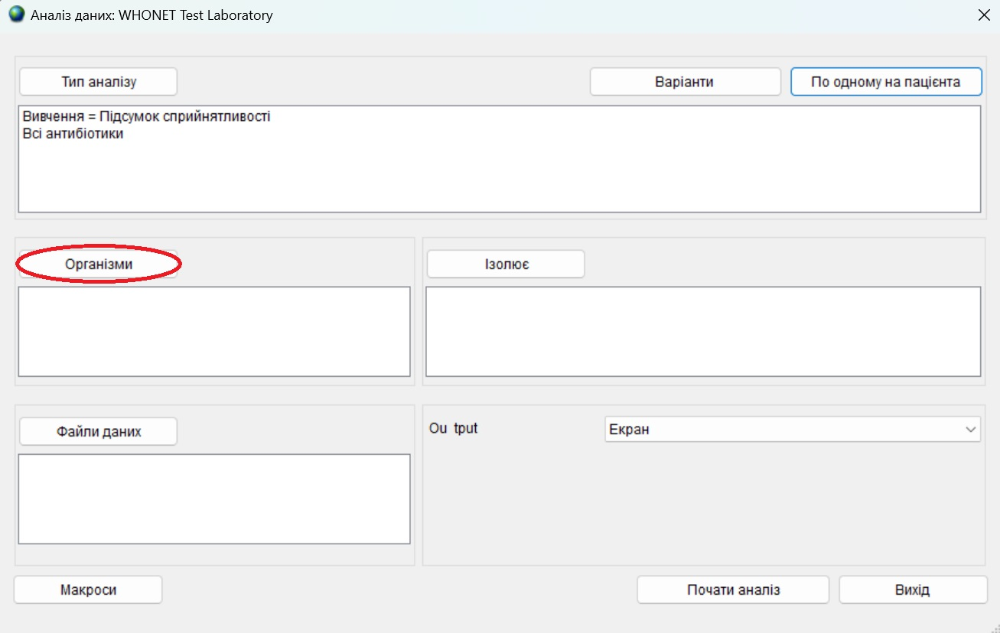 Аналіз даних: WHONET Test Laboratory
Тип аналізу
Варіанти
По одному на пацієнта
Вивчення = Підсумок сприйнятливості
Всі антибіотики
Організми
Ізолює
Файли даних
Ou tput
Екран
Макроси
Почати аналіз
Вихід